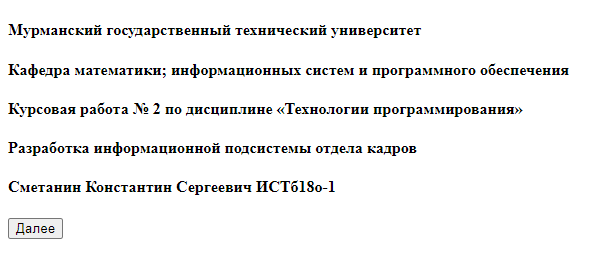 Мурманский государственный технический университет
Кафедра математики; информационных систем и программного обеспечения
Курсовая работа № 2 по дисциплине «Технологии программирования»
Разработка информационной подсистемы отдела кадров
Сметанин Константин Сергеевич ИСТб18о-1
Далее